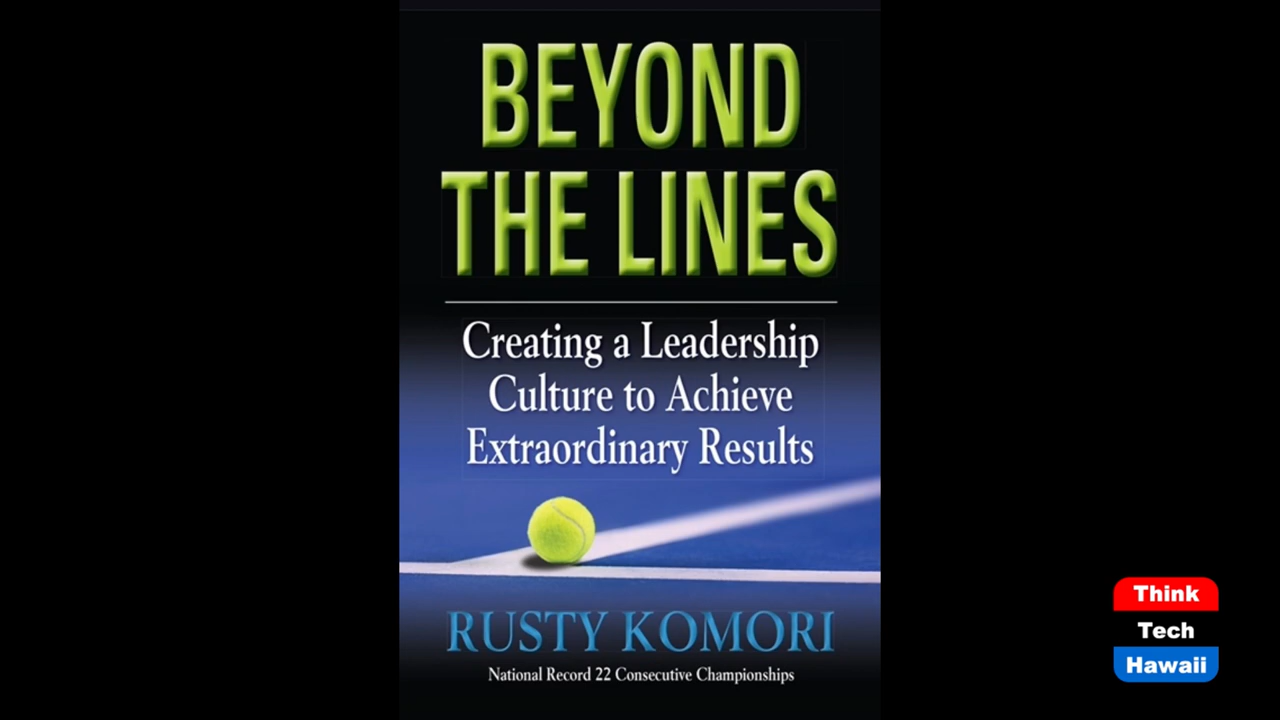 BEYOND
THE LINES
Creating a Leadership
Culture to Achieve
Extraordinary Results
RUSTY KOMORI
National Record 22 Consecutive Championships
Think
Tech
Hawaii